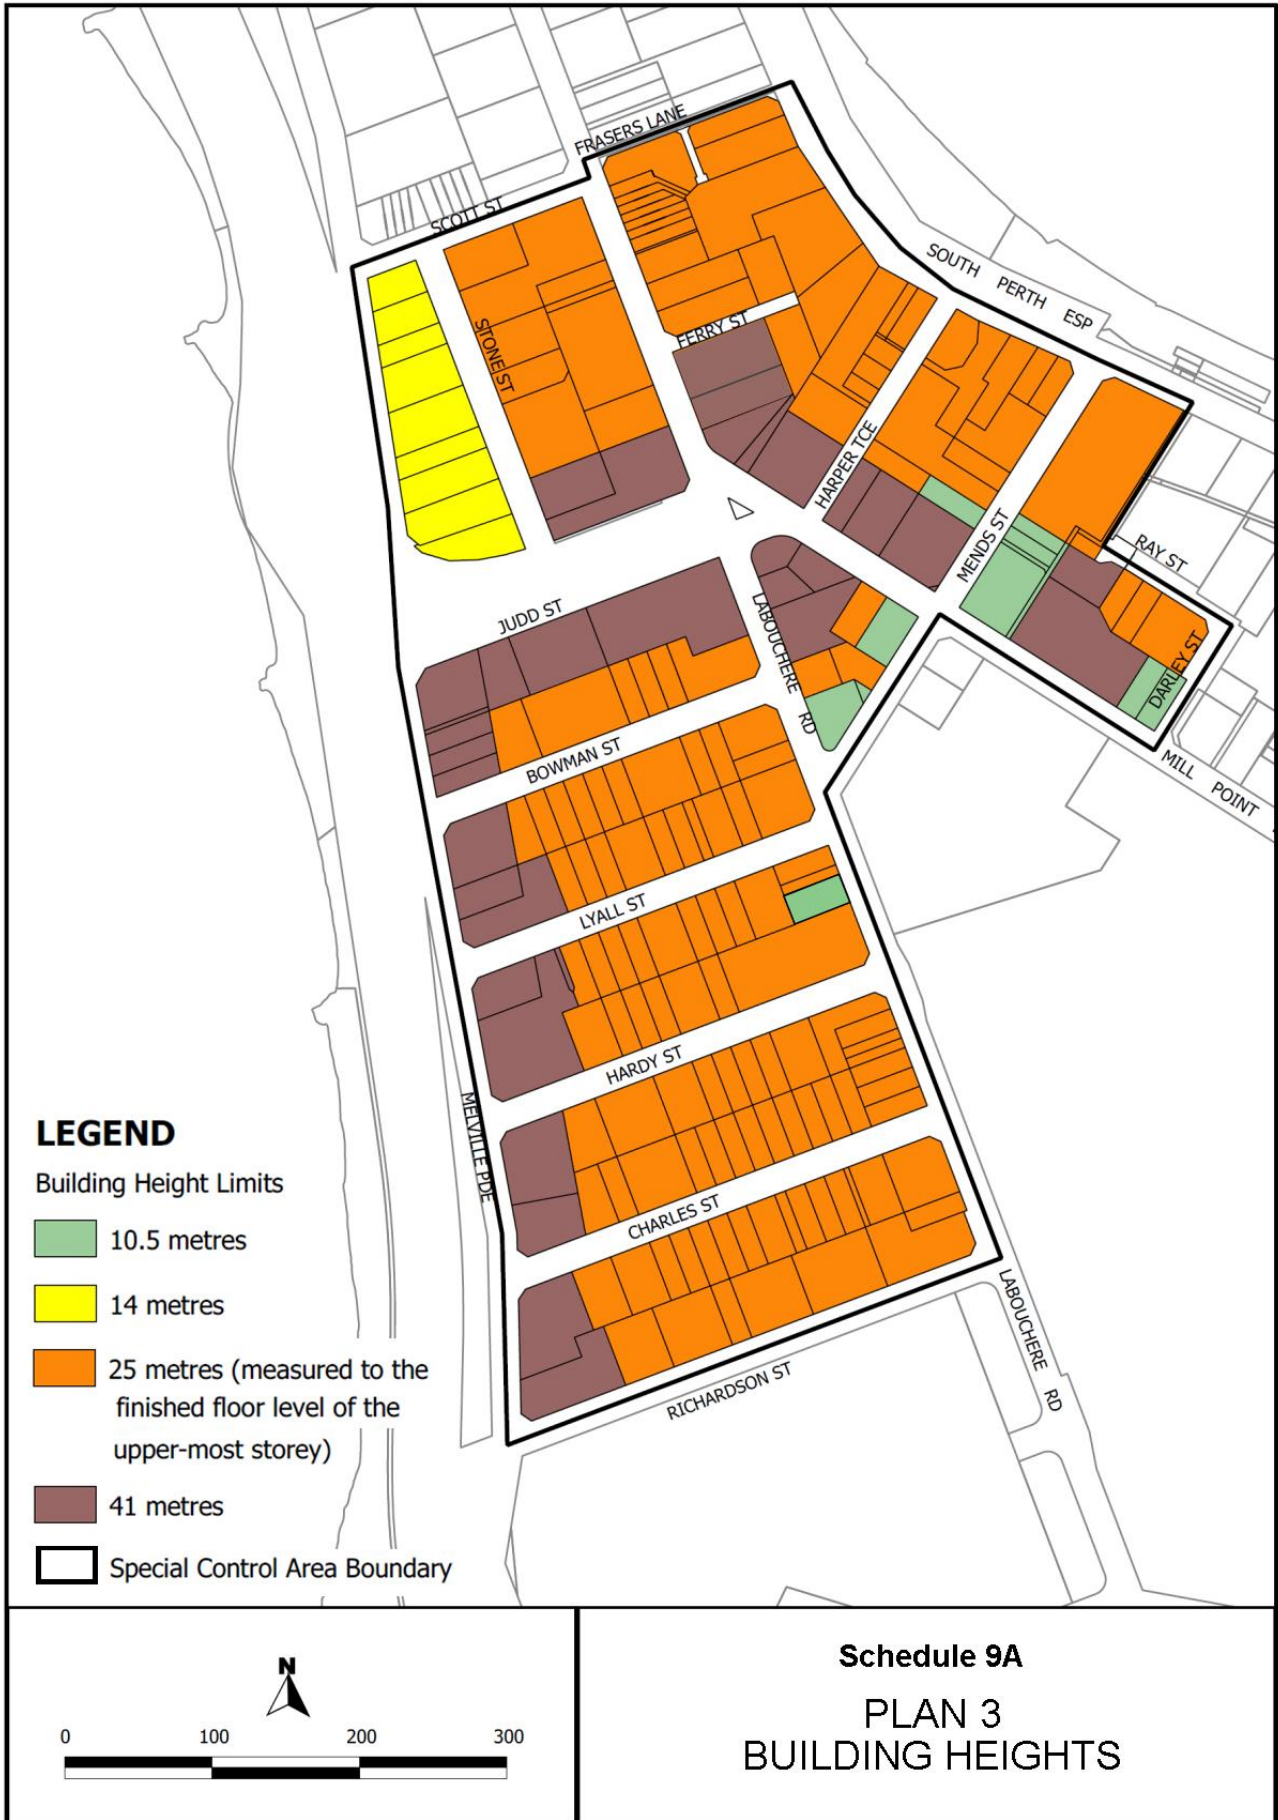 FRASERS LANE
SCOTT ST
SOUTH PERTH ESP
STONE ST
FERRY ST
HARPER TCE
MENDS ST
RAY ST
JUDD ST
LABOUCHERE RD
DARLEY ST
BOWMAN ST
MILL POINT
LYALL ST
HARDY ST
MELVILLE PDE
CHARLES ST
LABOUCHERE RD
RICHARDSON ST
LEGEND
Building Height Limits
10.5 metres
14 metres
25 metres (measured to the
finished floor level of the
upper-most storey)
41 metres
Special Control Area Boundary
N
0 100 200 300
Schedule 9A
PLAN 3
BUILDING HEIGHTS